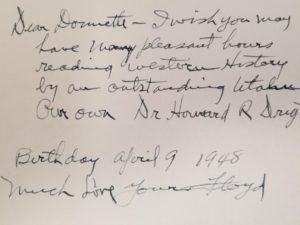 Dear Donnetta – I wish you may
have many pleasant hours
reading western History
by an outstanding Utahn
Our own Dr. Howard R Drig
Birthday April 9 1948
Much Love Yours Floyd